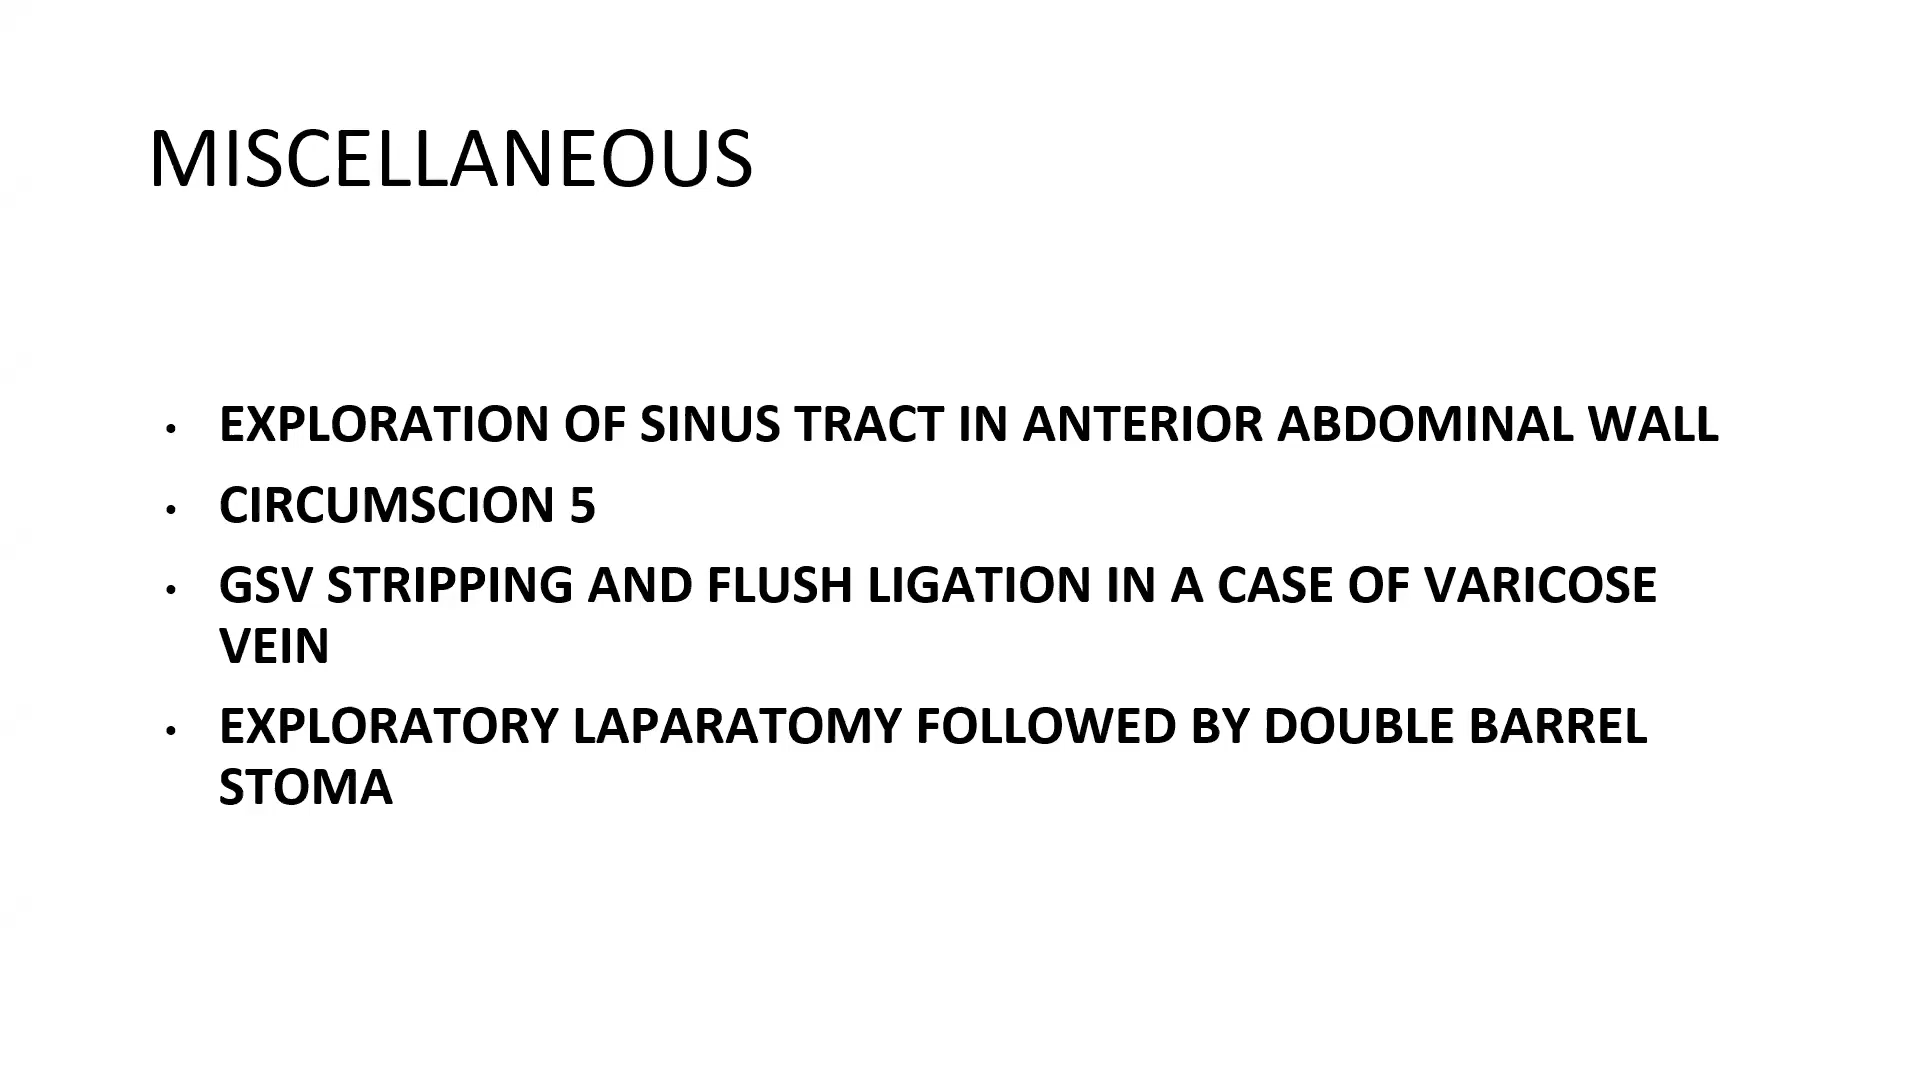 MISCELLANEOUS
• EXPLORATION OF SINUS TRACT IN ANTERIOR ABDOMINAL WALL
• CIRCUMSCION 5
• GSV STRIPPING AND FLUSH LIGATION IN A CASE OF VARICOSE
VEIN
• EXPLORATORY LAPARATOMY FOLLOWED BY DOUBLE BARREL
STOMA